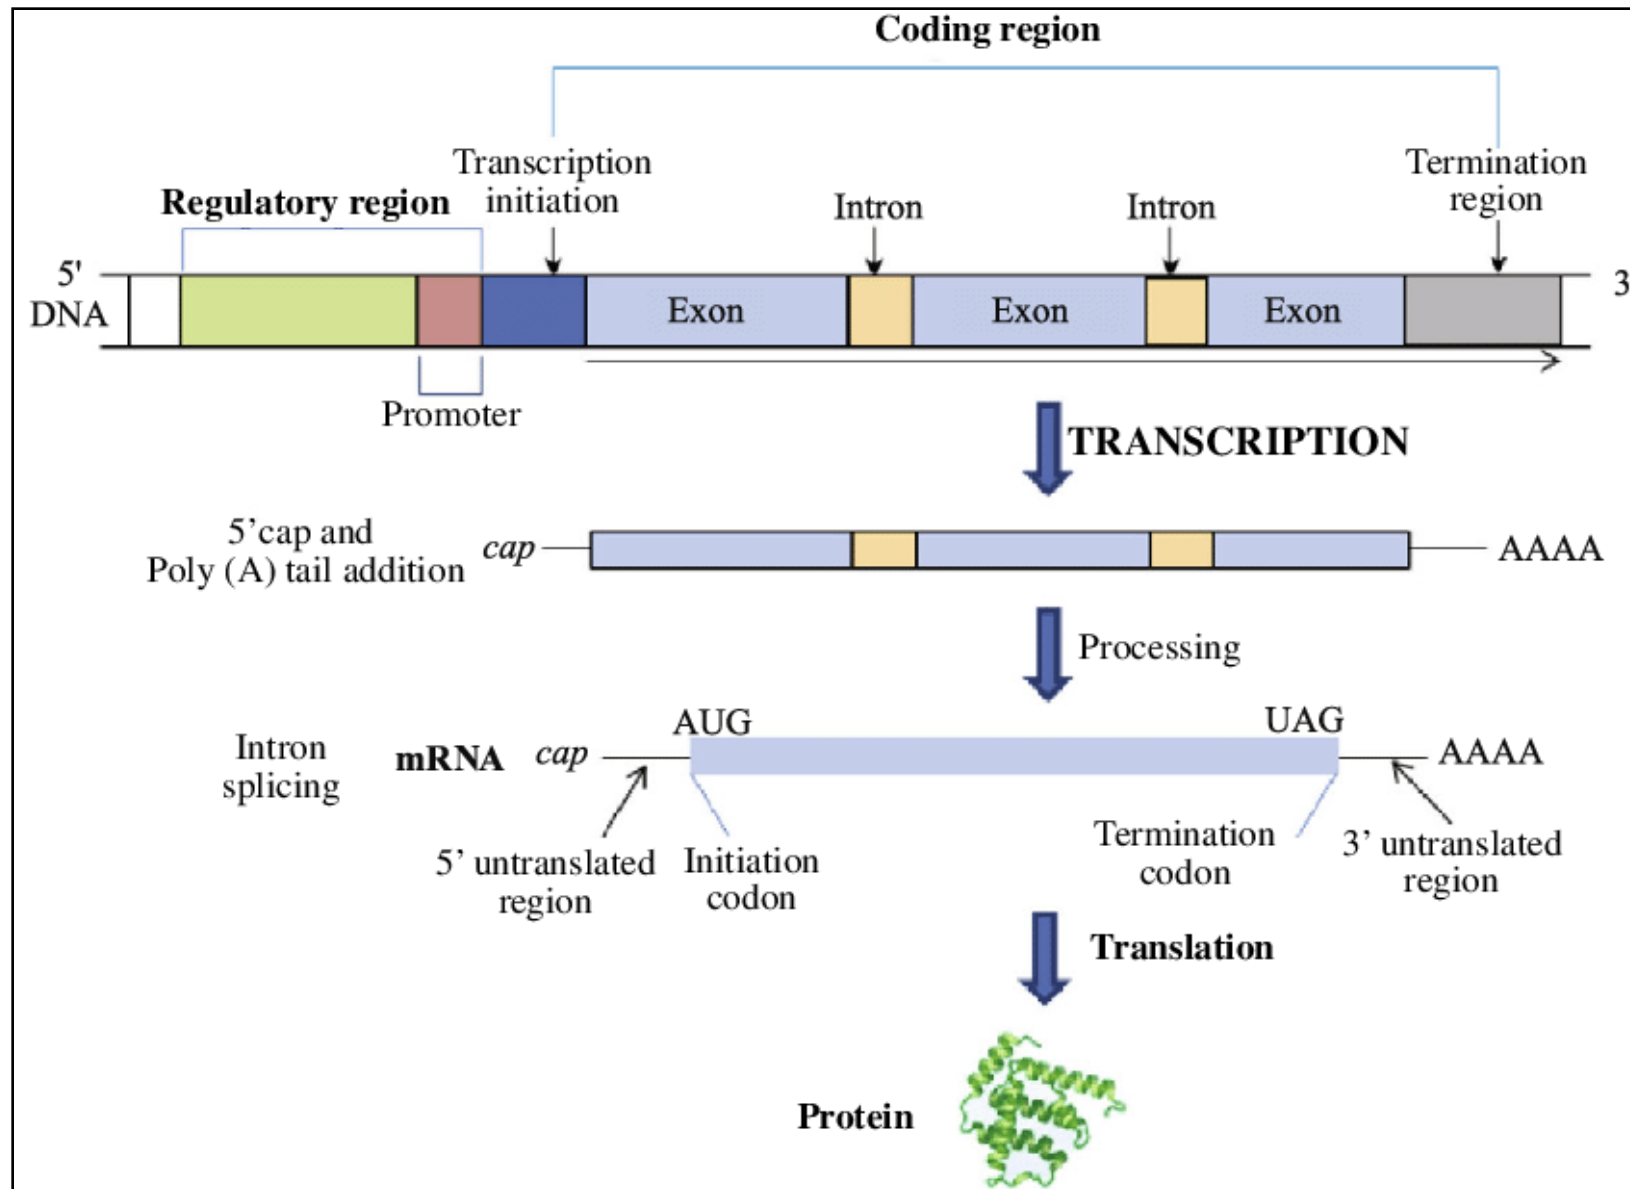 Coding region
Transcription
initiation
Termination
region
Regulatory region
Intron
Intron
5'
DNA
Exon
Exon
Exon
3
Promoter
TRANSCRIPTION
5’cap and
Poly (A) tail addition
cap
AAAA
Processing
AUG
UAG
Intron
splicing
mRNA
cap
AAAA
5’ untranslated
region
Initiation
codon
Termination
codon
3’ untranslated
region
Translation
Protein